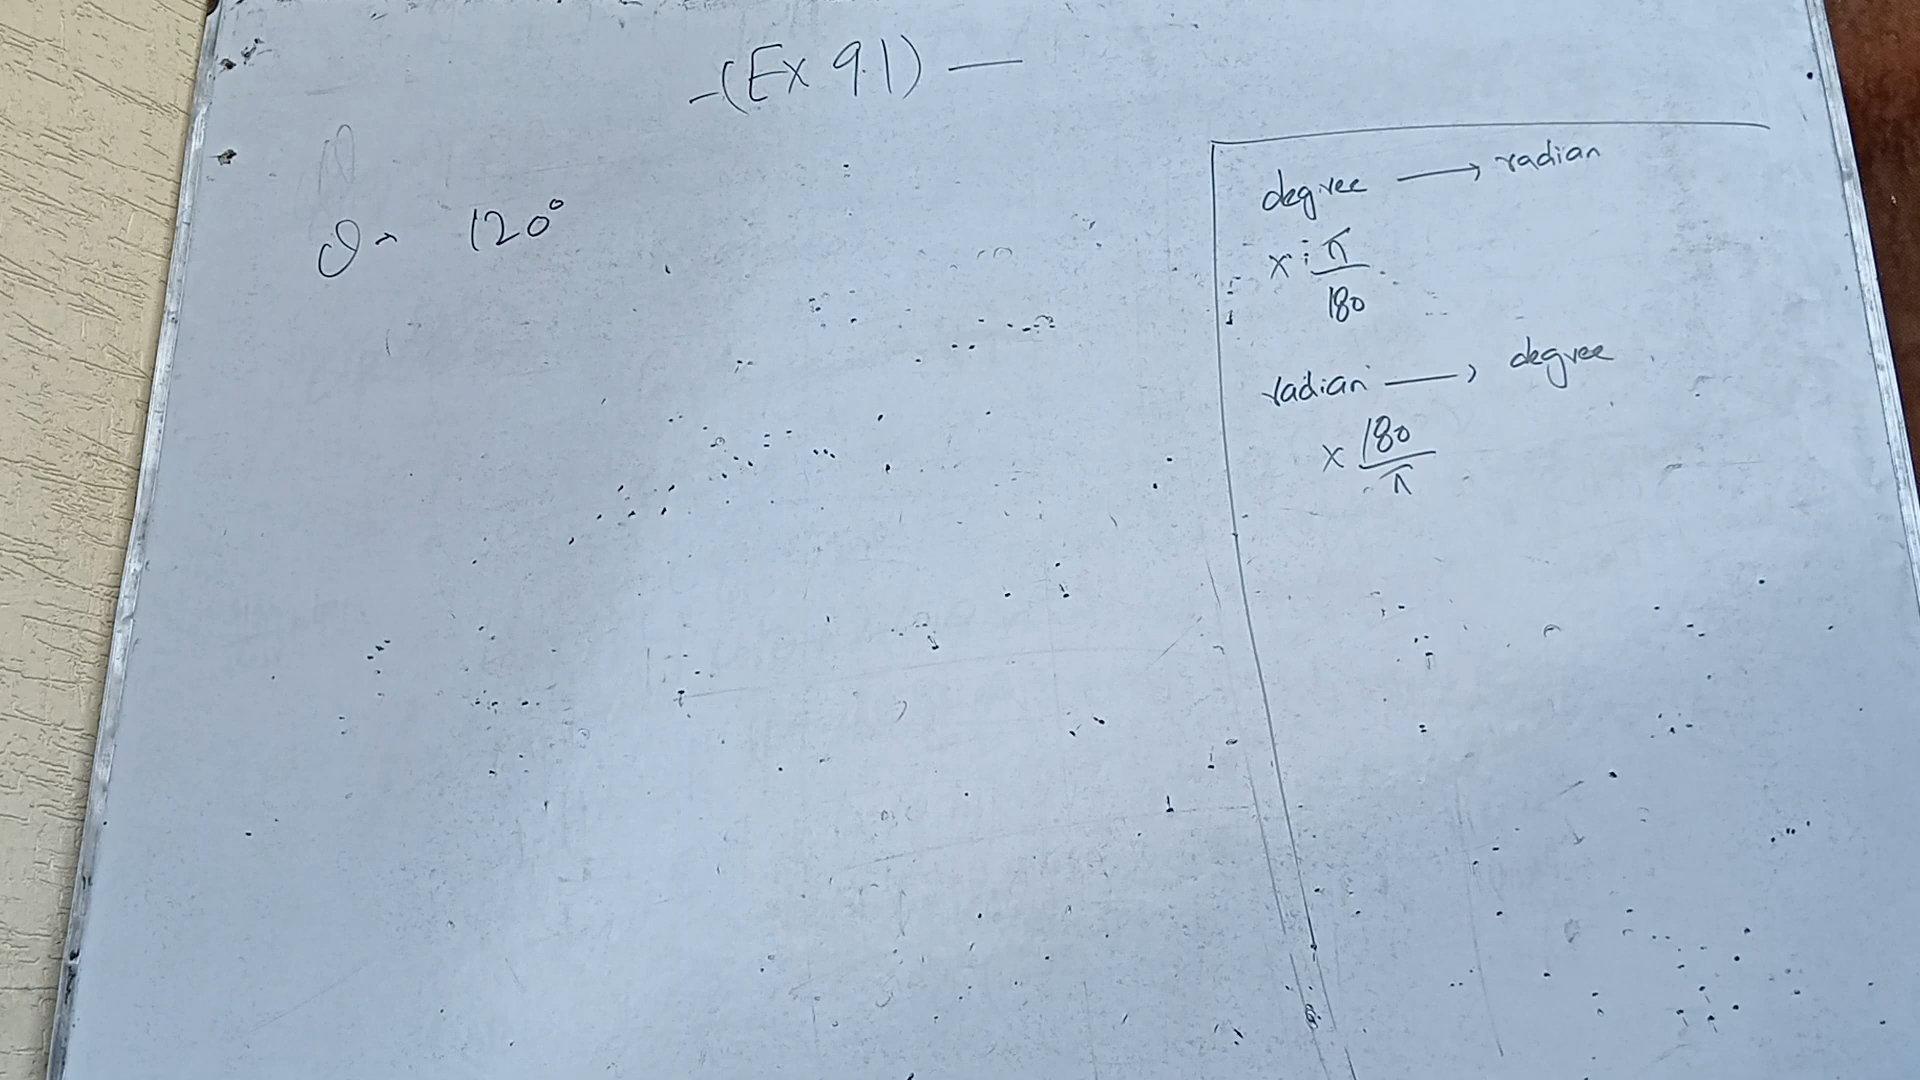 -(Ex 9.1) —
θ = 120°
degree → radian
× π/180
radian → degree
× 180/π